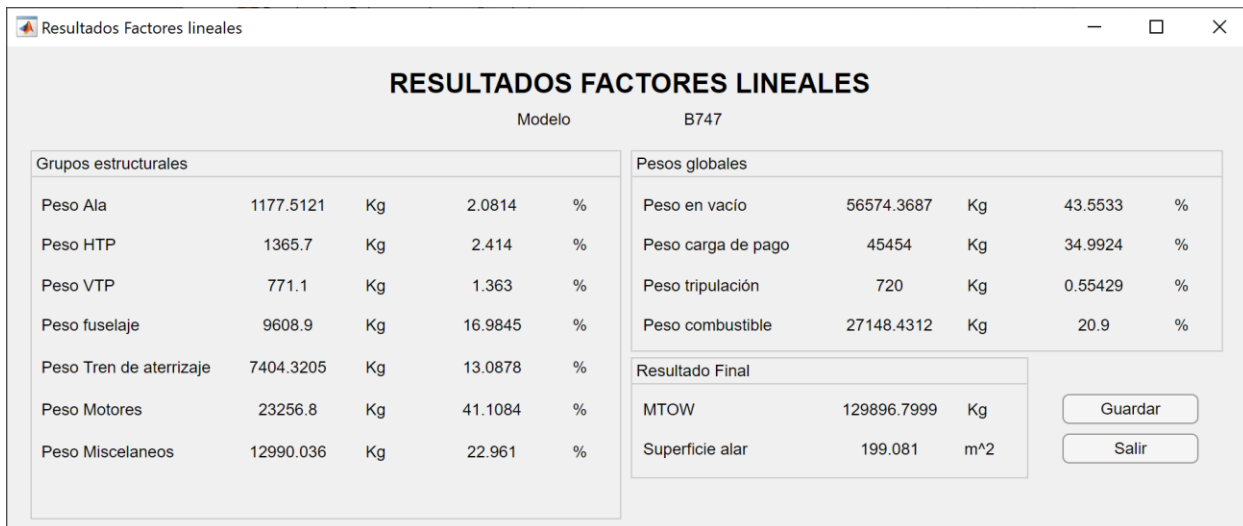 Resultados Factores lineales
RESULTADOS FACTORES LINEALES
Modelo B747
Grupos estructurales
Peso Ala 1177.5121 Kg 2.0814 %
Peso HTP 1365.7 Kg 2.414 %
Peso VTP 771.1 Kg 1.363 %
Peso fuselaje 9608.9 Kg 16.9845 %
Peso Tren de aterrizaje 7404.3205 Kg 13.0878 %
Peso Motores 23256.8 Kg 41.1084 %
Peso Miscelaneos 12990.036 Kg 22.961 %
Pesos globales
Peso en vacío 56574.3687 Kg 43.5533 %
Peso carga de pago 45454 Kg 34.9924 %
Peso tripulación 720 Kg 0.55429 %
Peso combustible 27148.4312 Kg 20.9 %
Resultado Final
MTOW 129896.7999 Kg
Superficie alar 199.081 m^2
Guardar
Salir